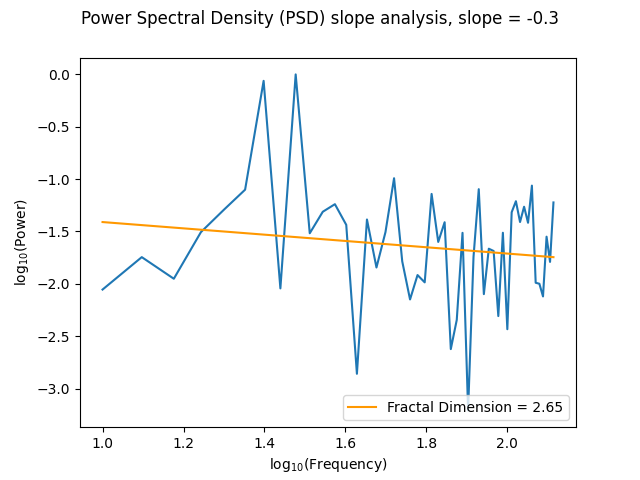 Power Spectral Density (PSD) slope analysis, slope = -0.3
0.0
−0.5
−1.0
−1.5
−2.0
−2.5
−3.0
log₁₀(Power)
Fractal Dimension = 2.65
1.0 1.2 1.4 1.6 1.8 2.0
log₁₀(Frequency)